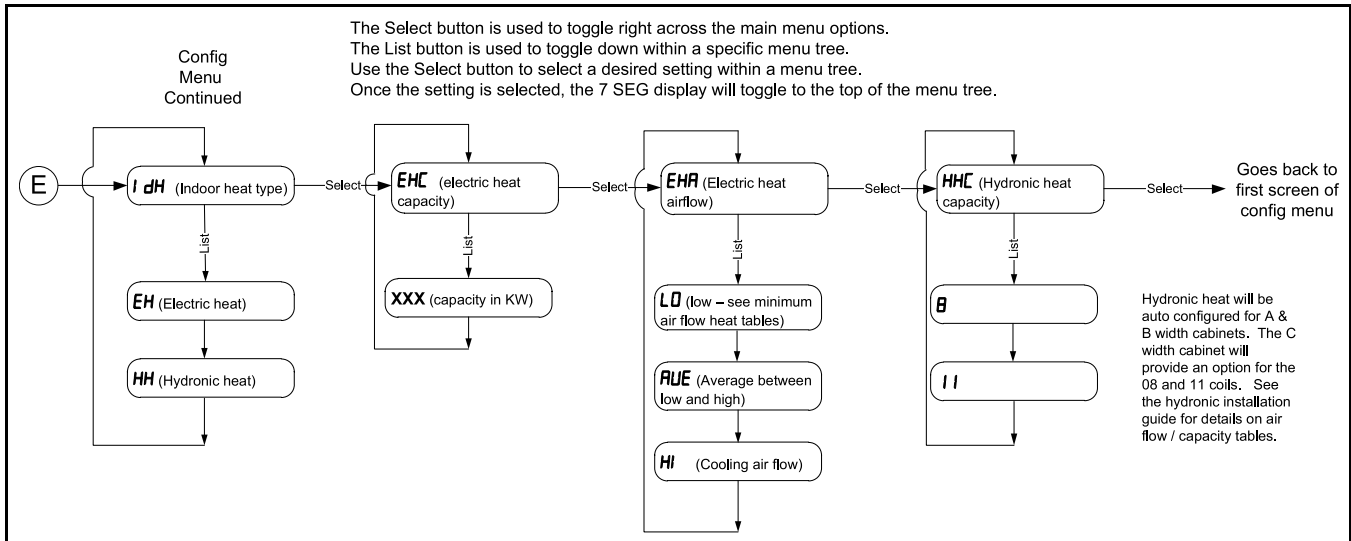 The Select button is used to toggle right across the main menu options.
The List button is used to toggle down within a specific menu tree.
Use the Select button to select a desired setting within a menu tree.
Once the setting is selected, the 7 SEG display will toggle to the top of the menu tree.
Config
Menu
Continued
E
I dH (Indoor heat type)
Select
List
EH (Electric heat)
HH (Hydronic heat)
EHC (electric heat
capacity)
Select
List
XXX (capacity in KW)
EHA (Electric heat
airflow)
Select
List
LO (low – see minimum
air flow heat tables)
AUE (Average between
low and high)
HI (Cooling air flow)
HHC (Hydronic heat
capacity)
Select
List
8
11
Goes back to
first screen of
config menu
Hydronic heat will be
auto configured for A &
B width cabinets. The C
width cabinet will
provide an option for the
08 and 11 coils. See
the hydronic installation
guide for details on air
flow / capacity tables.